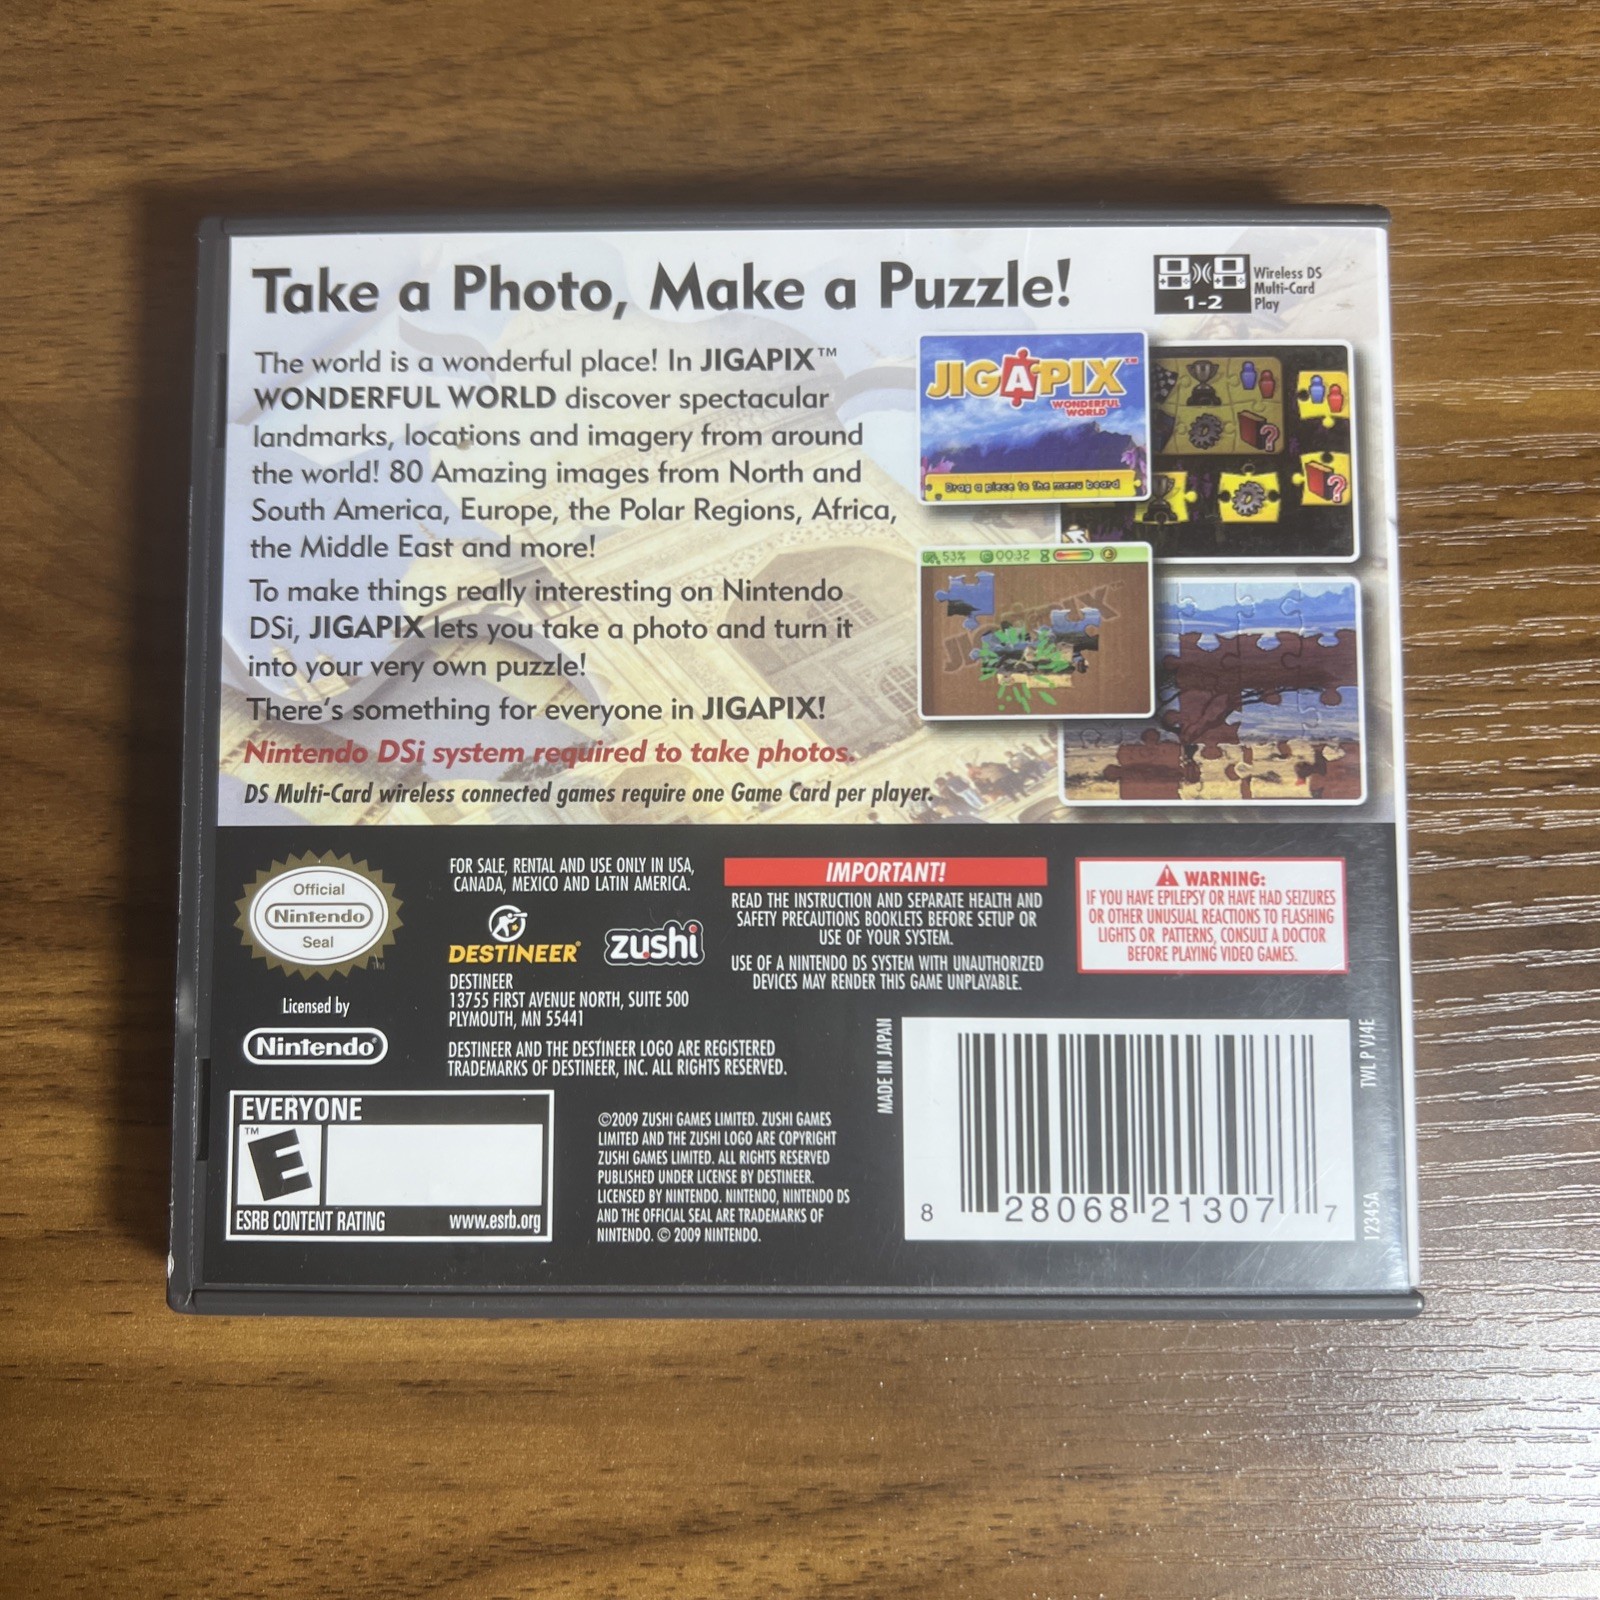 Take a Photo, Make a Puzzle!
1-2
Wireless DS
Multi-Card
Play
The world is a wonderful place! In JIGAPIX™
WONDERFUL WORLD discover spectacular
landmarks, locations and imagery from around
the world! 80 Amazing images from North and
South America, Europe, the Polar Regions, Africa,
the Middle East and more!
To make things really interesting on Nintendo
DSi, JIGAPIX lets you take a photo and turn it
into your very own puzzle!
There's something for everyone in JIGAPIX!
Nintendo DSi system required to take photos.
DS Multi-Card wireless connected games require one Game Card per player.
JIGAPIX™
WONDERFUL
WORLD
Drag a piece to the menu board
53% 00:32
Official
Nintendo
Seal
TM
Licensed by
Nintendo®
FOR SALE, RENTAL AND USE ONLY IN USA,
CANADA, MEXICO AND LATIN AMERICA.
DESTINEER®
zushi
DESTINEER
13755 FIRST AVENUE NORTH, SUITE 500
PLYMOUTH, MN 55441
DESTINEER AND THE DESTINEER LOGO ARE REGISTERED
TRADEMARKS OF DESTINEER, INC. ALL RIGHTS RESERVED.
IMPORTANT!
READ THE INSTRUCTION AND SEPARATE HEALTH AND
SAFETY PRECAUTIONS BOOKLETS BEFORE SETUP OR
USE OF YOUR SYSTEM.
USE OF A NINTENDO DS SYSTEM WITH UNAUTHORIZED
DEVICES MAY RENDER THIS GAME UNPLAYABLE.
WARNING:
IF YOU HAVE EPILEPSY OR HAVE HAD SEIZURES
OR OTHER UNUSUAL REACTIONS TO FLASHING
LIGHTS OR PATTERNS, CONSULT A DOCTOR
BEFORE PLAYING VIDEO GAMES.
EVERYONE
E
TM
ESRB CONTENT RATING www.esrb.org
©2009 ZUSHI GAMES LIMITED. ZUSHI GAMES
LIMITED AND THE ZUSHI LOGO ARE COPYRIGHT
ZUSHI GAMES LIMITED. ALL RIGHTS RESERVED
PUBLISHED UNDER LICENSE BY DESTINEER.
LICENSED BY NINTENDO. NINTENDO, NINTENDO DS
AND THE OFFICIAL SEAL ARE TRADEMARKS OF
NINTENDO. © 2009 NINTENDO.
MADE IN JAPAN
8 28068 21307 7
TWL P VJ4E
12345A